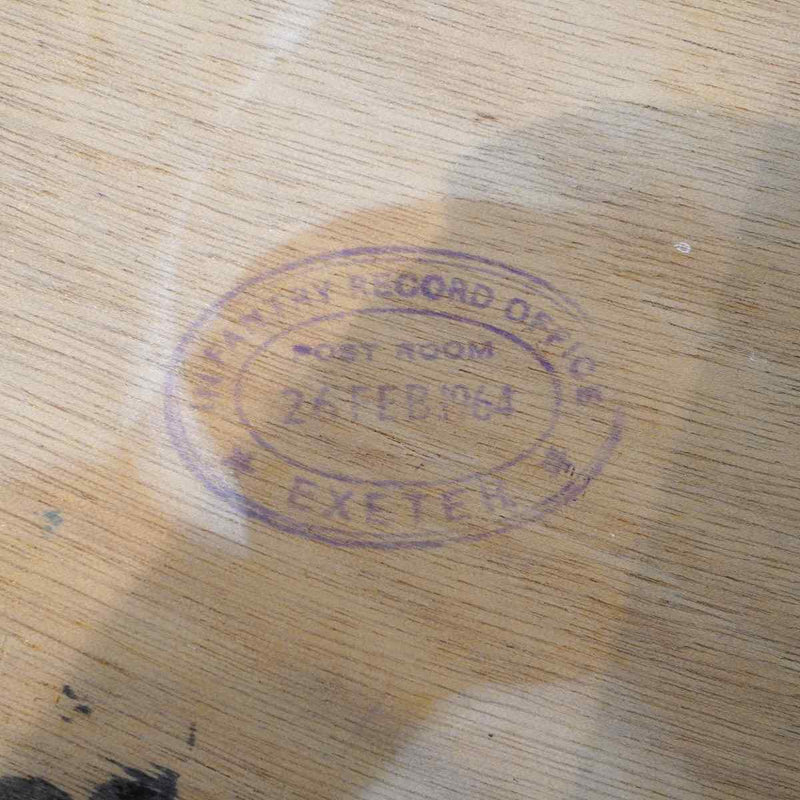 INFANTRY RECORD OFFICE
POST ROOM
26 FEB 1964
EXETER